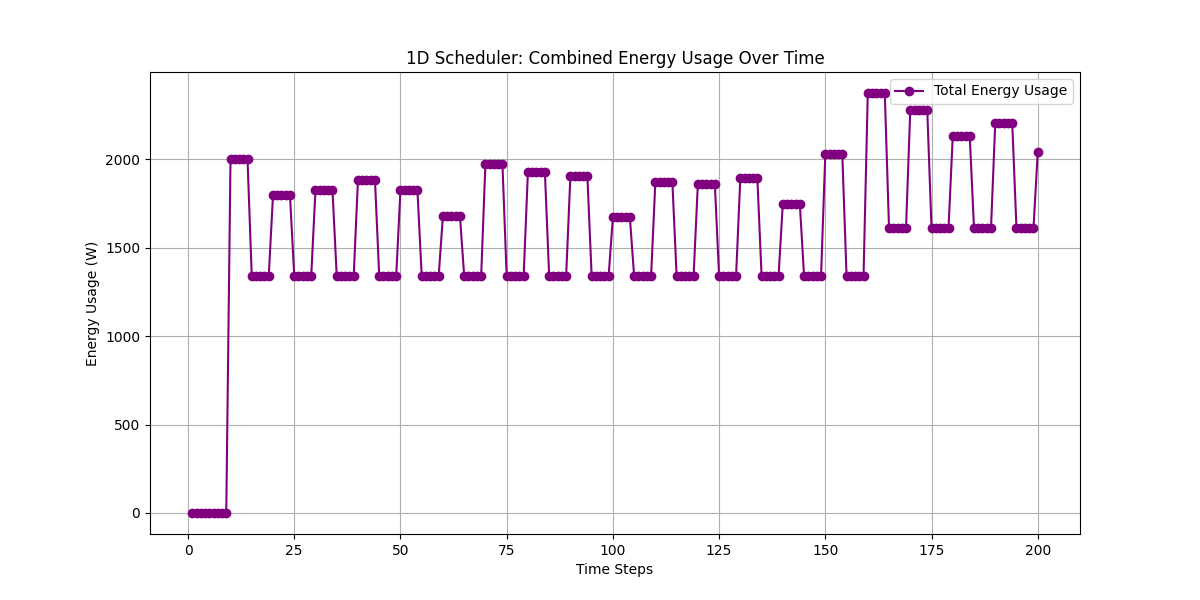 1D Scheduler: Combined Energy Usage Over Time
Total Energy Usage
Energy Usage (W)
2000
1500
1000
500
0
0 25 50 75 100 125 150 175 200
Time Steps